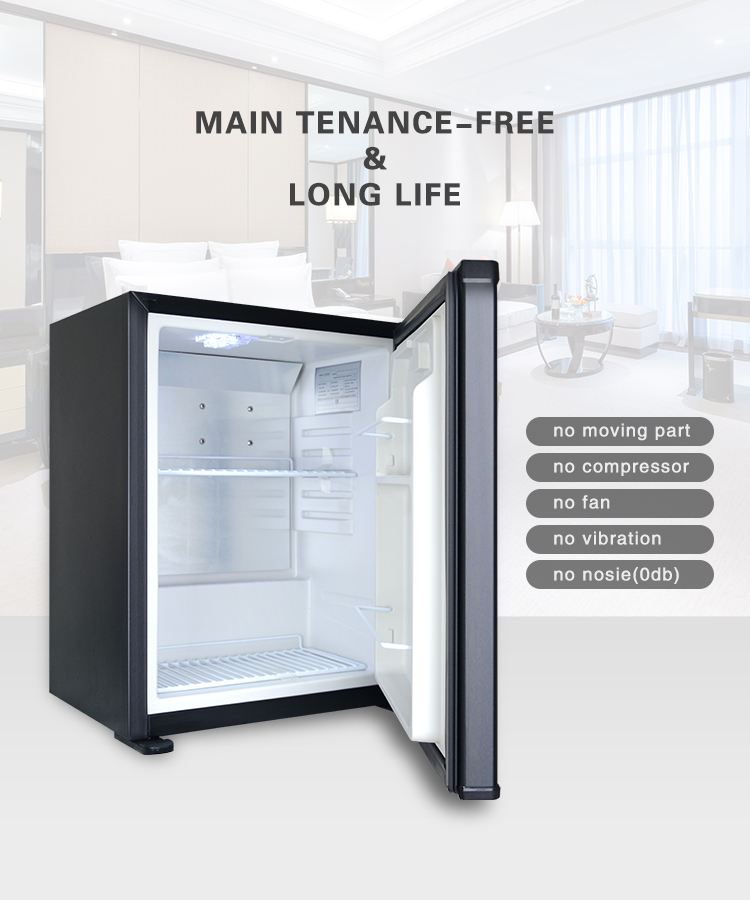 MAIN TENANCE-FREE
&
LONG LIFE
no moving part
no compressor
no fan
no vibration
no nosie(0db)